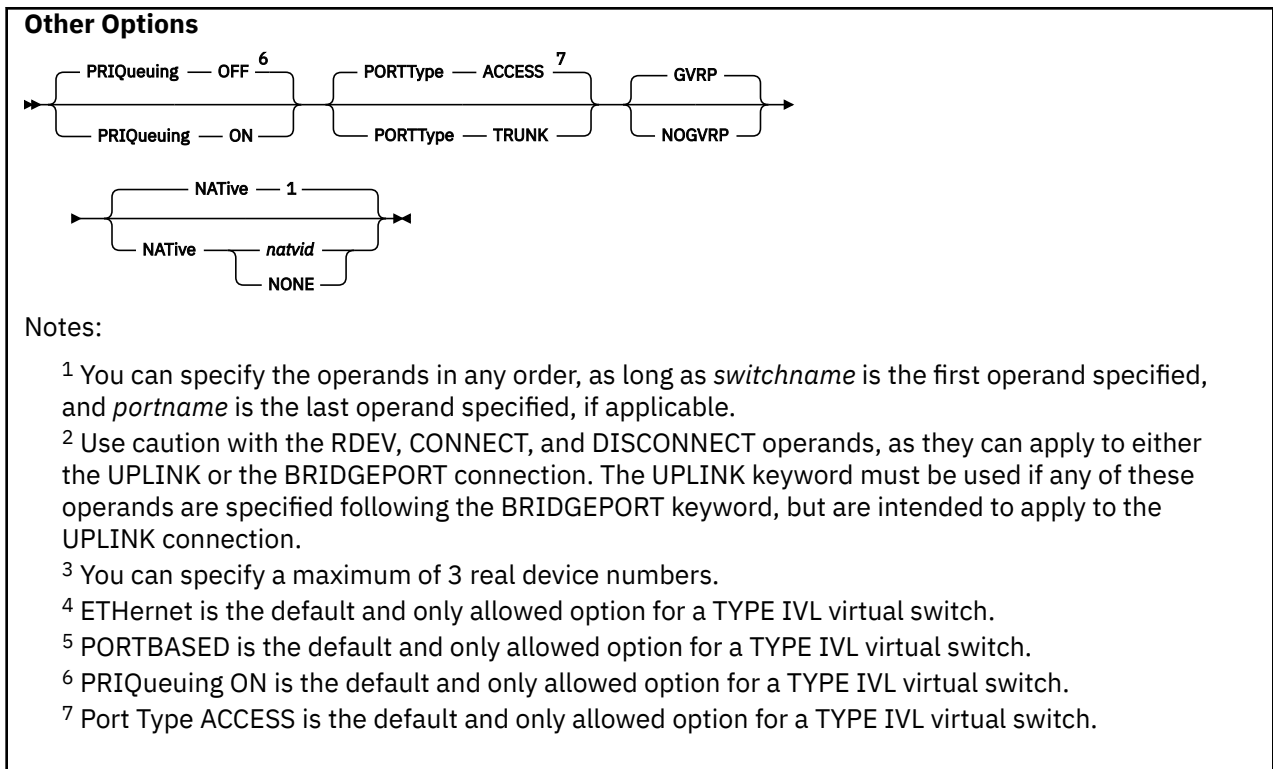 Other Options
PRIQueuing OFF 6 PORTType ACCESS 7 GVRP
PRIQueuing ON PORTType TRUNK NOGVRP
NATive 1
NATive natvid
NONE
Notes:
1 You can specify the operands in any order, as long as switchname is the first operand specified,
and portname is the last operand specified, if applicable.
2 Use caution with the RDEV, CONNECT, and DISCONNECT operands, as they can apply to either
the UPLINK or the BRIDGEPORT connection. The UPLINK keyword must be used if any of these
operands are specified following the BRIDGEPORT keyword, but are intended to apply to the
UPLINK connection.
3 You can specify a maximum of 3 real device numbers.
4 ETHernet is the default and only allowed option for a TYPE IVL virtual switch.
5 PORTBASED is the default and only allowed option for a TYPE IVL virtual switch.
6 PRIQueuing ON is the default and only allowed option for a TYPE IVL virtual switch.
7 Port Type ACCESS is the default and only allowed option for a TYPE IVL virtual switch.